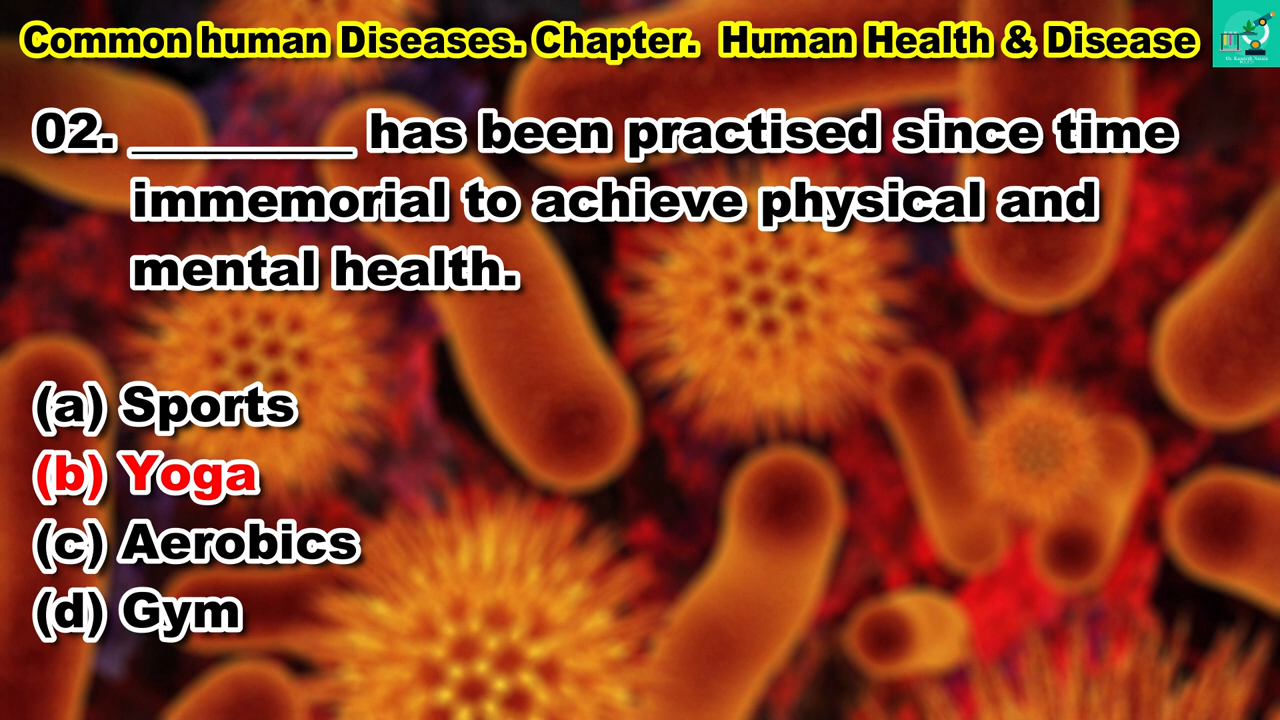 Common human Diseases. Chapter. Human Health & Disease
02. ________ has been practised since time
immemorial to achieve physical and
mental health.
(a) Sports
(b) Yoga
(c) Aerobics
(d) Gym